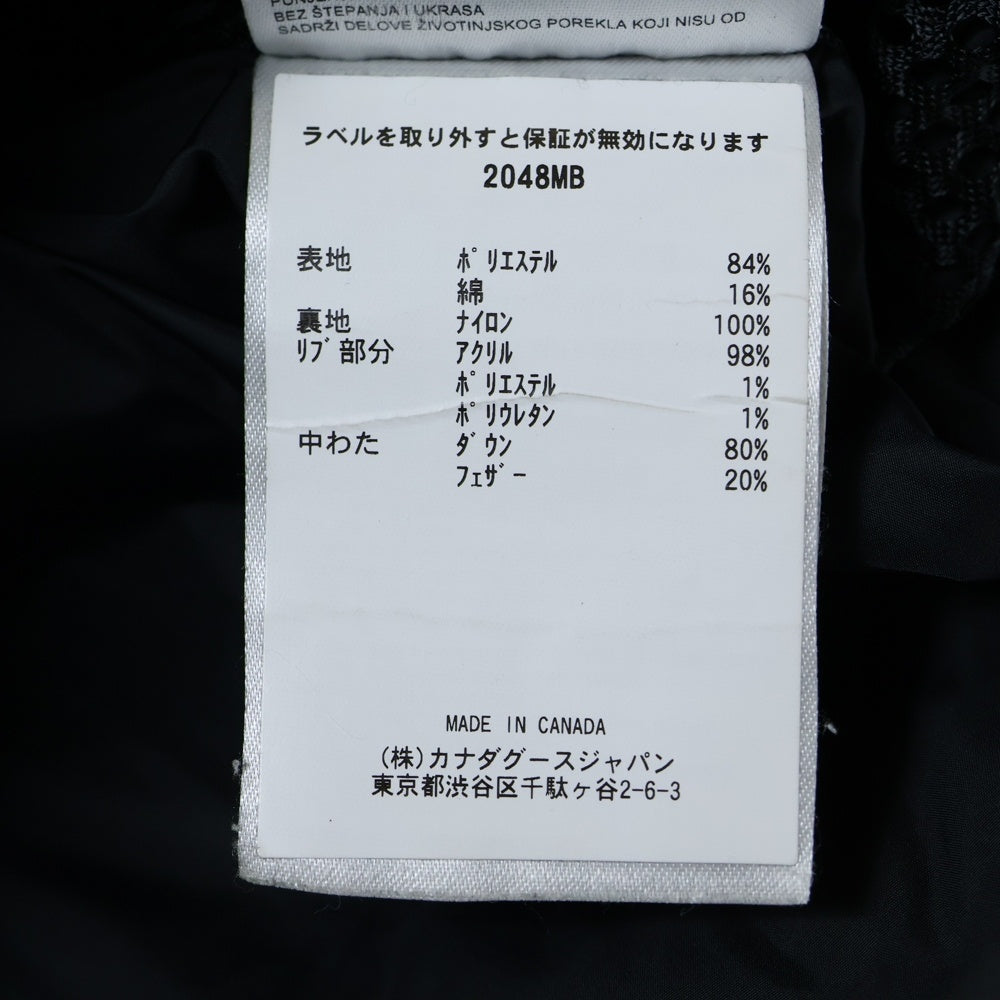 BEZ ŠTEPANJA I UKRASA
SADRŽI DELOVE ŽIVOTINJSKOG POREKLA KOJI NISU OD
ラベルを取り外すと保証が無効になります
2048MB
表地 ﾎﾟﾘｴｽﾃﾙ 84%
綿 16%
裏地 ﾅｲﾛﾝ 100%
ﾘﾌﾞ部分 ｱｸﾘﾙ 98%
ﾎﾟﾘｴｽﾃﾙ 1%
ﾎﾟﾘｳﾚﾀﾝ 1%
中わた ﾀﾞｳﾝ 80%
ﾌｪｻﾞｰ 20%
MADE IN CANADA
(株)カナダグースジャパン
東京都渋谷区千駄ヶ谷2-6-3